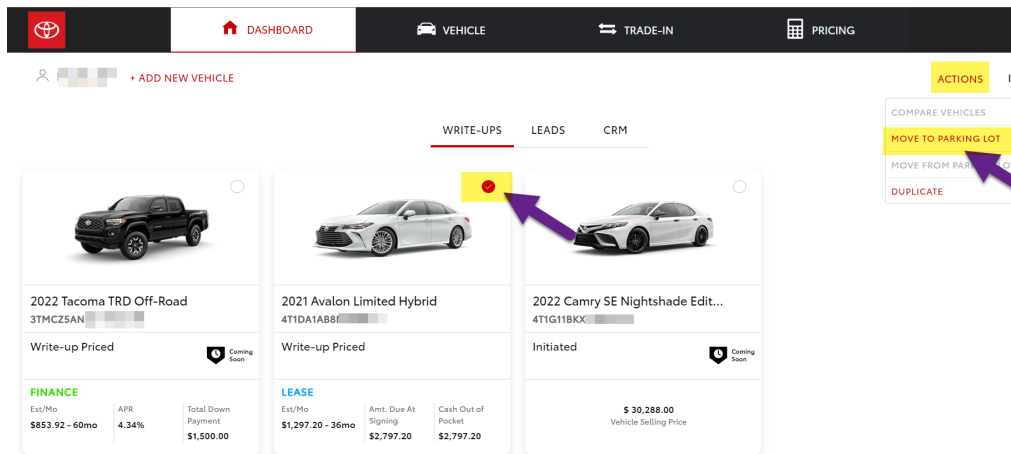 DASHBOARD VEHICLE TRADE-IN PRICING
+ ADD NEW VEHICLE ACTIONS
COMPARE VEHICLES
WRITE-UPS LEADS CRM
MOVE TO PARKING LOT
MOVE FROM
DUPLICATE
2022 Tacoma TRD Off-Road
3TMCZ5AN
Write-up Priced
Coming
Soon
FINANCE
Est/Mo APR Total Down
Payment
$853.92 - 60mo 4.34%
$1,500.00
2021 Avalon Limited Hybrid
4T1DA1AB8
Write-up Priced
LEASE
Est/Mo Amt. Due At Cash Out of
Signing Pocket
$1,297.20 - 36mo
$2,797.20 $2,797.20
2022 Camry SE Nightshade Edit...
4T1G11BKX
Initiated
Coming
Soon
$ 30,288.00
Vehicle Selling Price